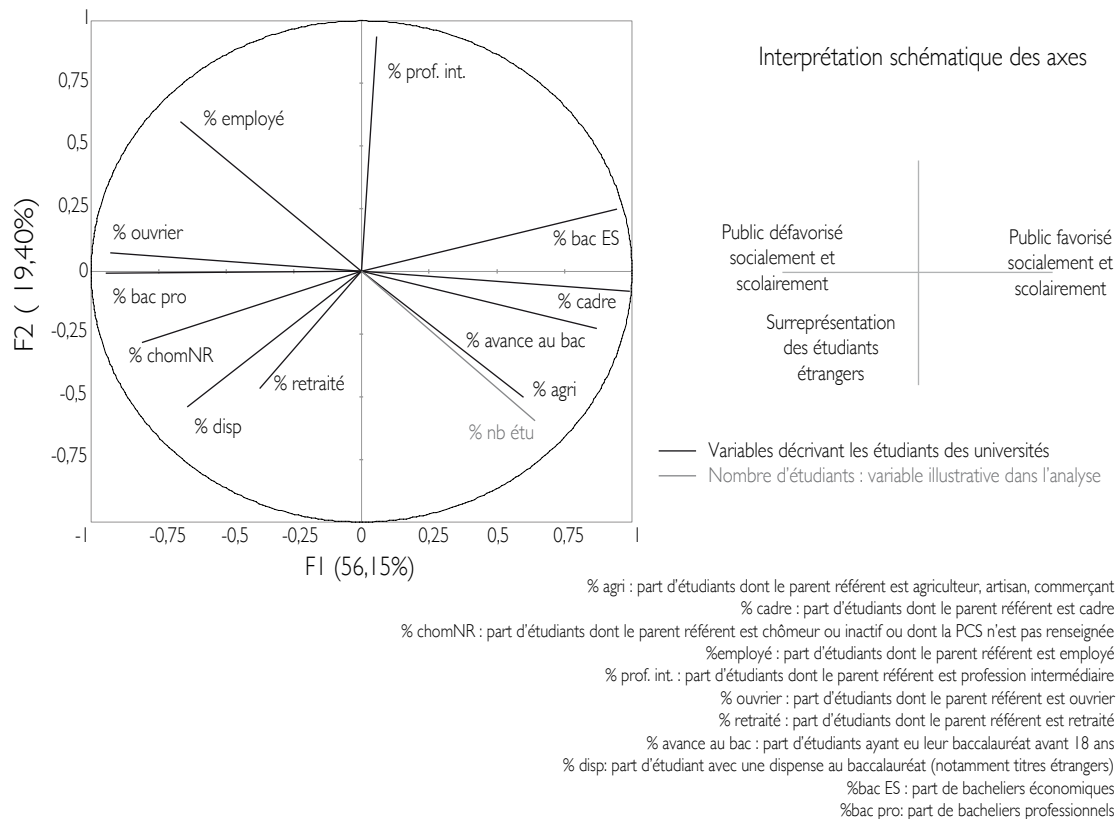 Interprétation schématique des axes
1
0,75
0,5
0,25
0
-0,25
-0,5
-0,75
-1
-0,75
-0,5
-0,25
0
0,25
0,5
0,75
1
F2 ( 19,40%)
F1 (56,15%)
% prof. int.
% employé
% ouvrier
% bac ES
% bac pro
% cadre
% chomNR
% avance au bac
% retraité
% agri
% disp
% nb étu
Public défavorisé
socialement et
scolairement
Public favorisé
socialement et
scolairement
Surreprésentation
des étudiants
étrangers
Variables décrivant les étudiants des universités
Nombre d'étudiants : variable illustrative dans l'analyse
% agri : part d'étudiants dont le parent référent est agriculteur, artisan, commerçant
% cadre : part d'étudiants dont le parent référent est cadre
% chomNR : part d'étudiants dont le parent référent est chômeur ou inactif ou dont la PCS n'est pas renseignée
%employé : part d'étudiants dont le parent référent est employé
% prof. int. : part d'étudiants dont le parent référent est profession intermédiaire
% ouvrier : part d'étudiants dont le parent référent est ouvrier
% retraité : part d'étudiants dont le parent référent est retraité
% avance au bac : part d'étudiants ayant eu leur baccalauréat avant 18 ans
% disp: part d'étudiant avec une dispense au baccalauréat (notamment titres étrangers)
%bac ES : part de bacheliers économiques
%bac pro: part de bacheliers professionnels